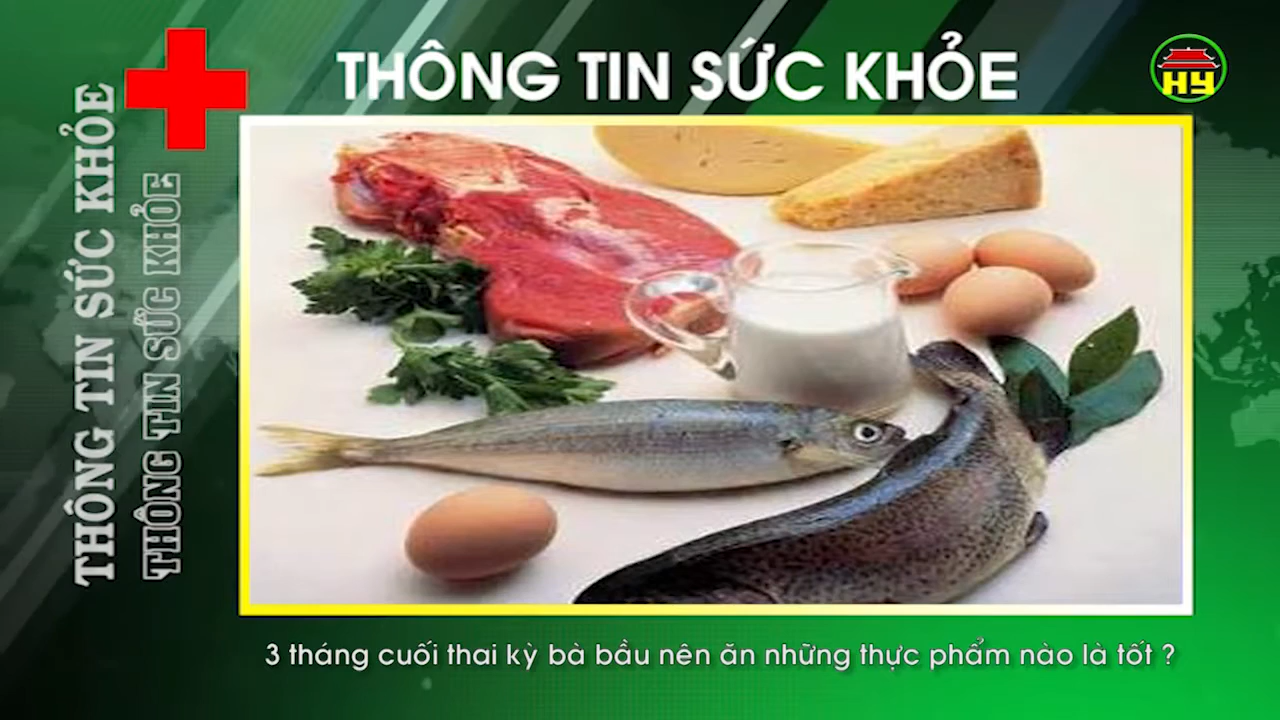 THÔNG TIN SỨC KHỎE
HY
THÔNG TIN SỨC KHỎE
THÔNG TIN SỨC KHỎE
3 tháng cuối thai kỳ bà bầu nên ăn những thực phẩm nào là tốt ?